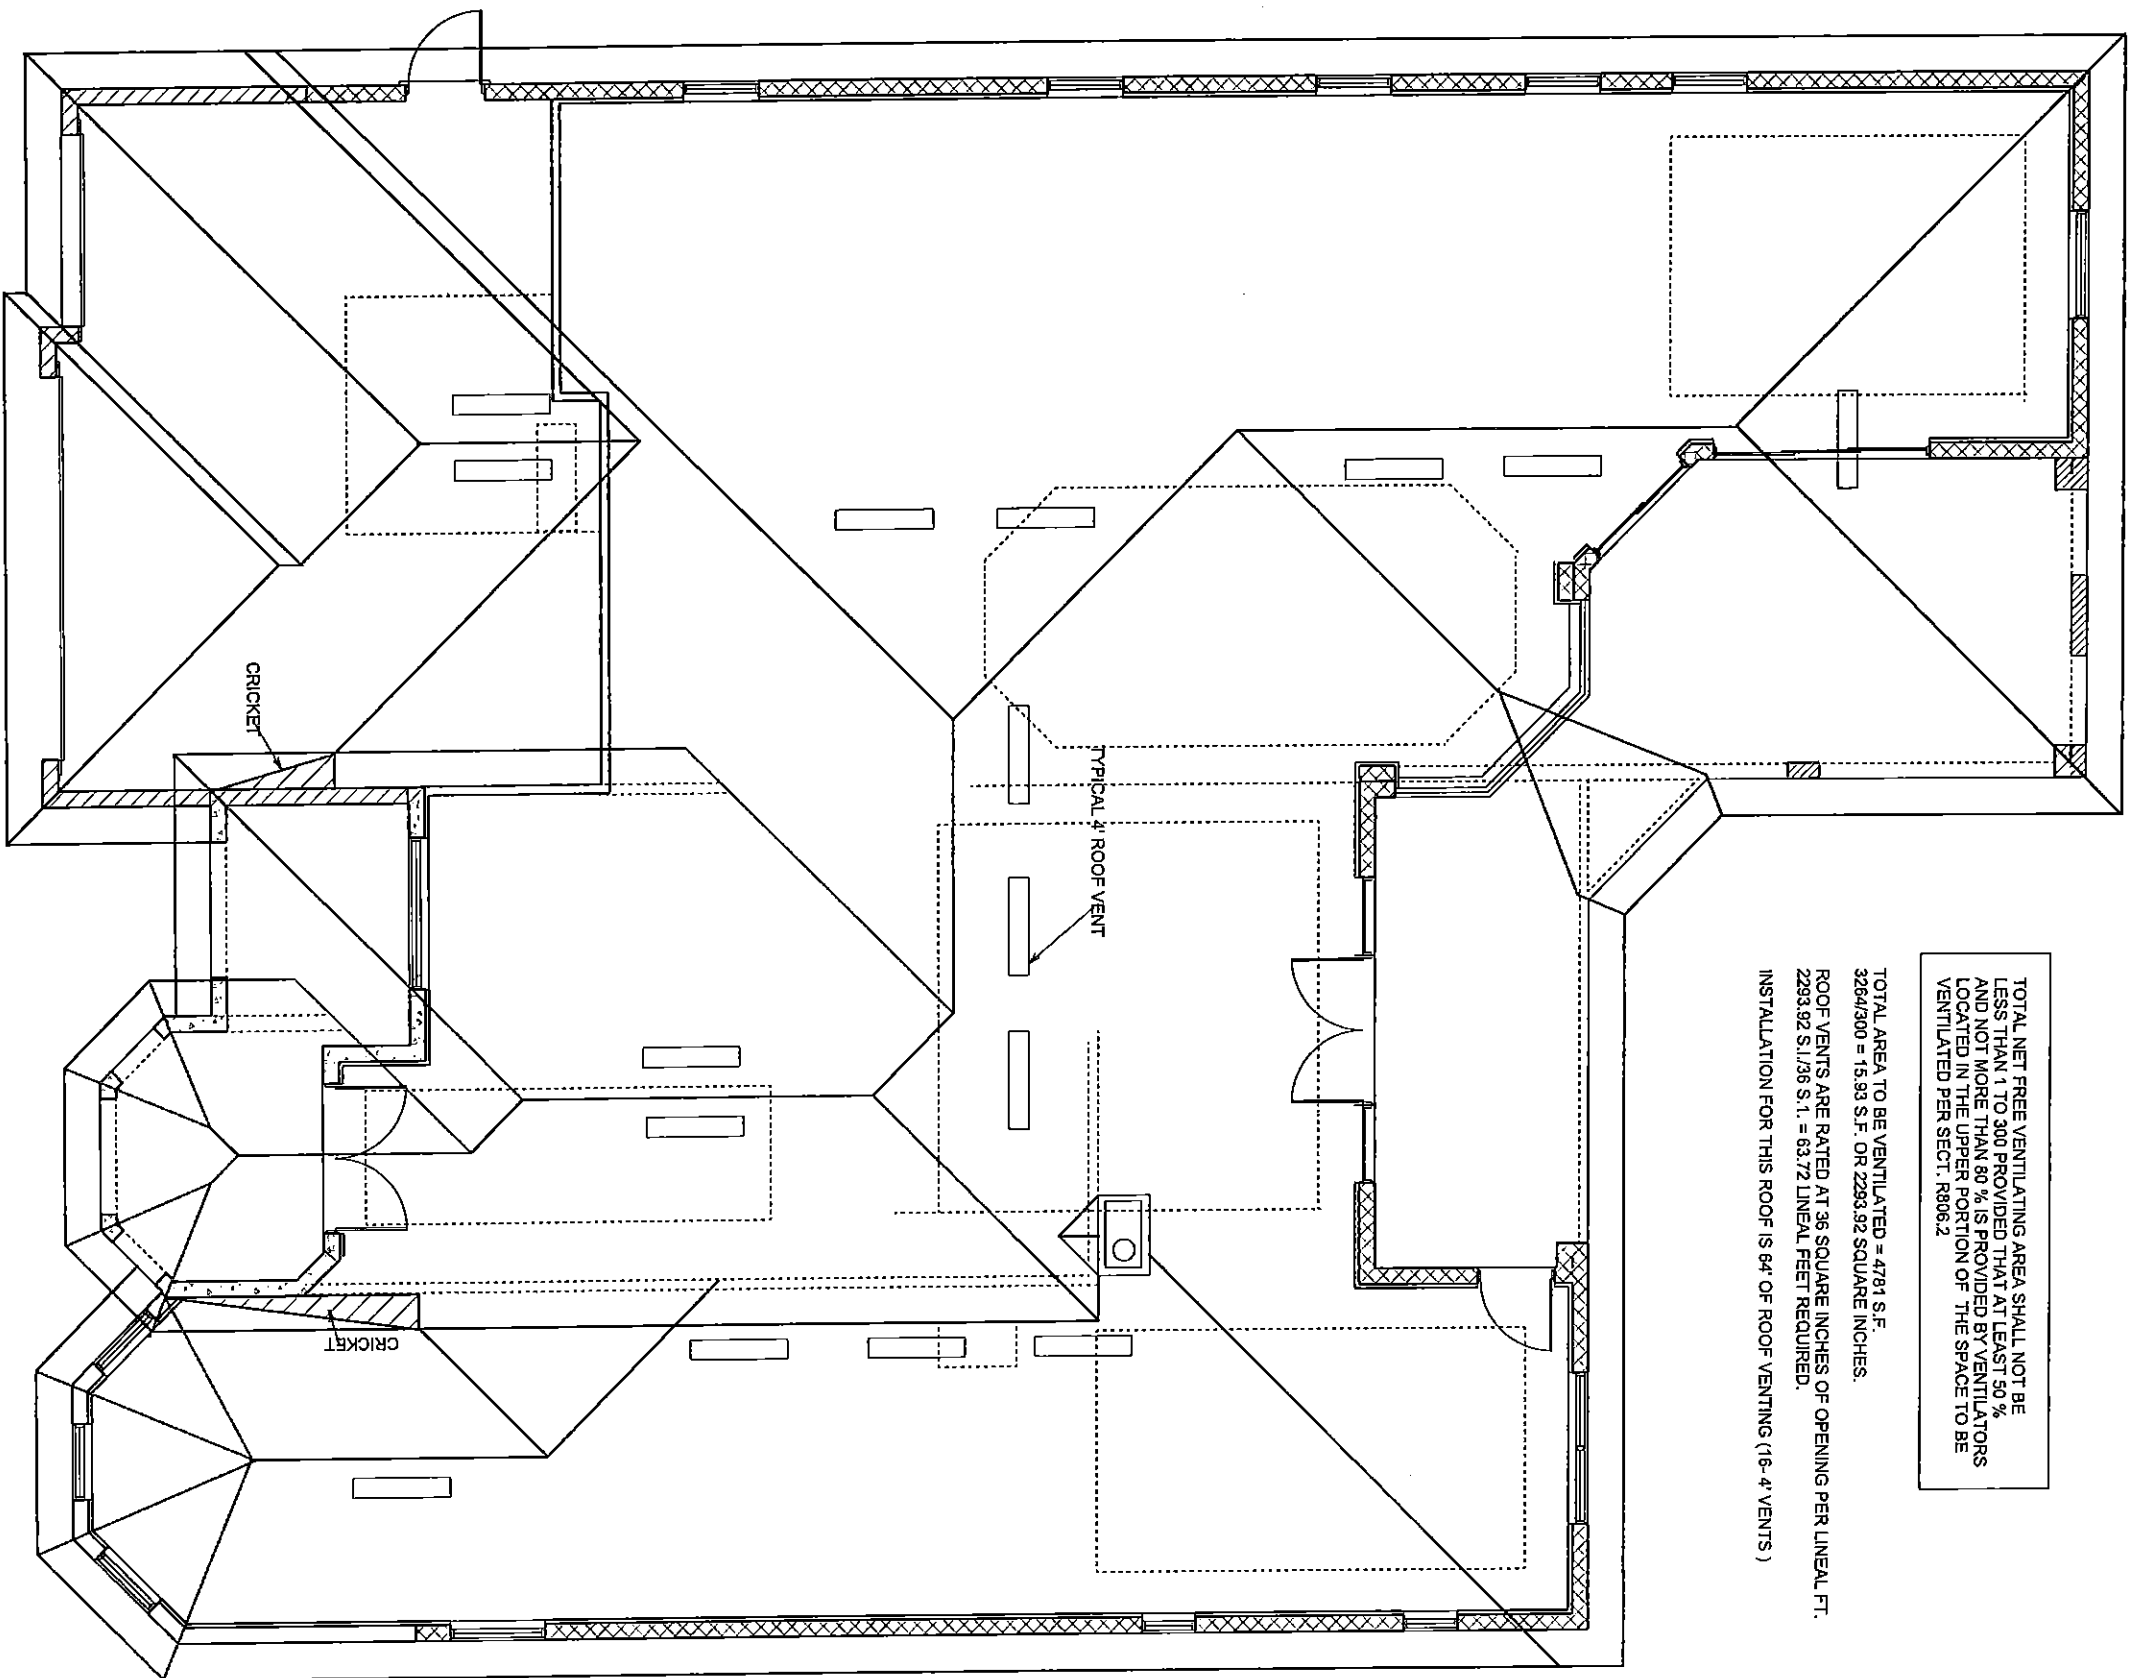 TOTAL NET FREE VENTILATING AREA SHALL NOT BE
LESS THAN 1 TO 300 PROVIDED THAT AT LEAST 50 %
AND NOT MORE THAN 80 % IS PROVIDED BY VENTILATORS
LOCATED IN THE UPPER PORTION OF THE SPACE TO BE
VENTILATED PER SECT. R806.2
TOTAL AREA TO BE VENTILATED = 4781 S.F.
3264/300 = 15.93 S.F. OR 2293.92 SQUARE INCHES.
ROOF VENTS ARE RATED AT 36 SQUARE INCHES OF OPENING PER LINEAL FT.
2293.92 S.I./36 S.1. = 63.72 LINEAL FEET REQUIRED.
INSTALLATION FOR THIS ROOF IS 64' OF ROOF VENTING (16- 4' VENTS )
TYPICAL 4' ROOF VENT
CRICKET
CRICKET